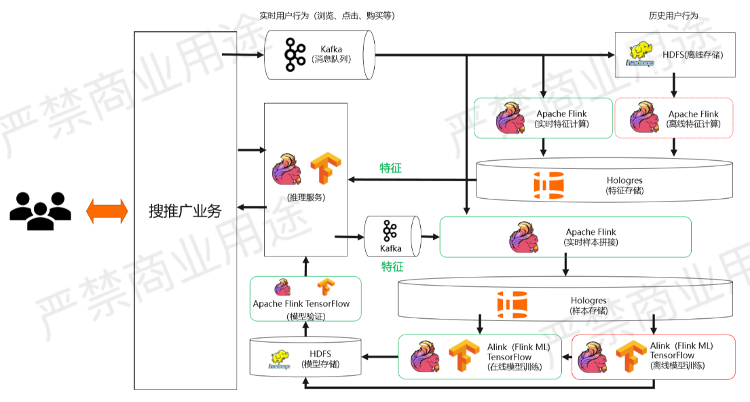 实时用户行为（浏览、点击、购买等）
历史用户行为
Kafka
(消息队列)
HDFS(离线存储)
Apache Flink
(实时特征计算)
Apache Flink
(离线特征计算)
特征
Hologres
(特征存储)
(推理服务)
搜推广业务
Kafka
特征
Apache Flink
(实时样本拼接)
Apache Flink TensorFlow
(模型验证)
Hologres
(样本存储)
HDFS
(模型存储)
Alink（Flink ML)
TensorFlow
(在线模型训练)
Alink（Flink ML)
TensorFlow
(离线模型训练)
严禁商业用途
严禁商业用途
严禁商业用途
严禁商业用途